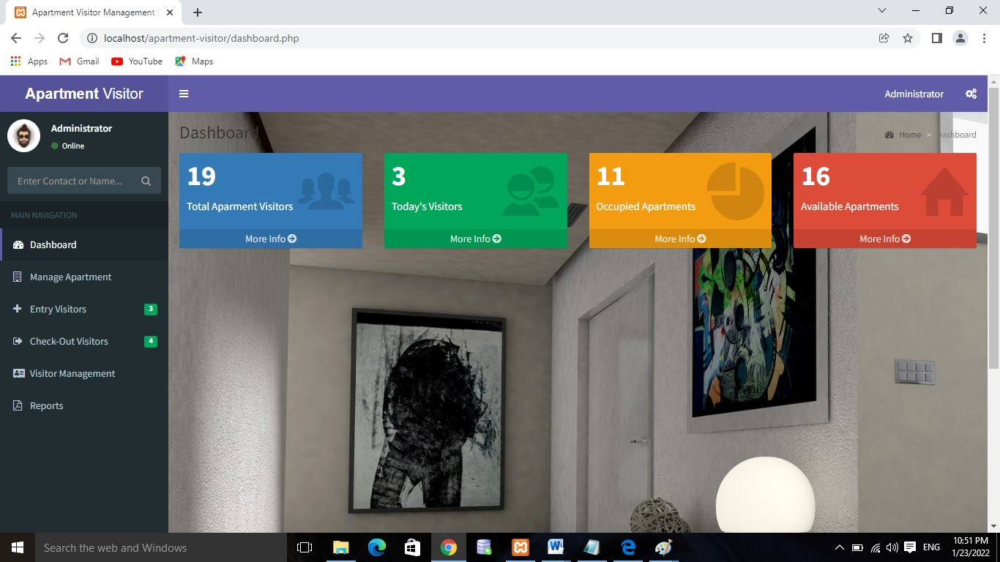 Apartment Visitor Management S
localhost/apartment-visitor/dashboard.php
Apps Gmail YouTube Maps
Apartment Visitor
Administrator
Administrator
Online
Enter Contact or Name...
MAIN NAVIGATION
Dashboard
Manage Apartment
Entry Visitors 3
Check-Out Visitors 4
Visitor Management
Reports
Dashboard
Home > Dashboard
19
Total Aparment Visitors
More Info
3
Today's Visitors
More Info
11
Occupied Apartments
More Info
16
Available Apartments
More Info
Search the web and Windows
ENG
10:51 PM
1/23/2022